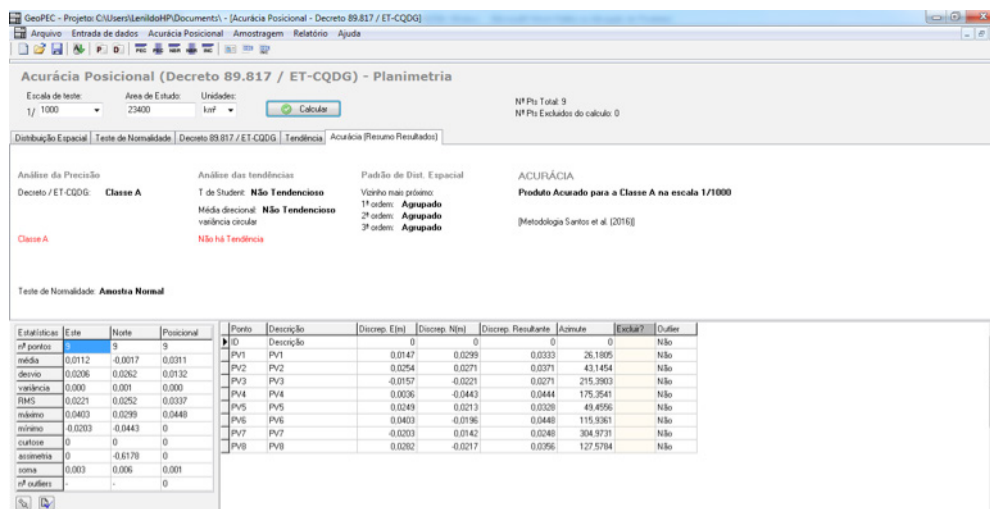 GeoPEC - Projeto: C:\Users\LenildoHP\Documents\ - [Acurácia Posicional - Decreto 89.817 / ET-CQDG]
Arquivo Entrada de dados Acurácia Posicional Amostragem Relatório Ajuda
Acurácia Posicional (Decreto 89.817 / ET-CQDG) - Planimetria
Escala de teste: Area de Estudo: Unidades:
1/ 1000 23400 km² Calcular
Nº Pts Total: 9
Nº Pts Excluidos do calculo: 0
Distribuição Espacial Teste de Normalidade Decreto 89.817 / ET-CQDG Tendência Acurácia (Resumo Resultados)
Análise da Precisão Análise das tendências Padrão de Dist. Espacial ACURÁCIA
Decreto / ET-CQDG: Classe A T de Student: Não Tendencioso Vizinho mais próximo: Produto Acurado para a Classe A na escala 1/1000
1ª ordem: Agrupado
Média direcional: Não Tendencioso 2ª ordem: Agrupado
variância circular 3ª ordem: Agrupado [Metodologia Santos et al. (2016)]
Classe A Não há Tendência
Teste de Normalidade: Amostra Normal
Estatísticas Este Norte Posicional
nº pontos 9 9 9
média 0,0112 -0,0017 0,0311
desvio 0,0206 0,0262 0,0132
variância 0,000 0,001 0,000
RMS 0,0221 0,0252 0,0337
máximo 0,0403 0,0299 0,0448
mínimo -0,0203 -0,0443 0
curtose 0 0 0
assimetria 0 -0,6178 0
soma 0,003 0,006 0,001
nº outliers - - 0
Ponto Descrição Discrep. E(m) Discrep. N(m) Discrep. Resultante Azimute Excluir? Outlier
ID Descrição 0 0 0 0 Não
PV1 PV1 0,0147 0,0299 0,0333 26,1805 Não
PV2 PV2 0,0254 0,0271 0,0371 43,1454 Não
PV3 PV3 -0,0157 -0,0221 0,0271 215,3903 Não
PV4 PV4 0,0036 -0,0443 0,0444 175,3541 Não
PV5 PV5 0,0249 0,0213 0,0328 49,4556 Não
PV6 PV6 0,0403 -0,0196 0,0448 115,9361 Não
PV7 PV7 -0,0203 0,0142 0,0248 304,9731 Não
PV8 PV8 0,0282 -0,0217 0,0356 127,5784 Não